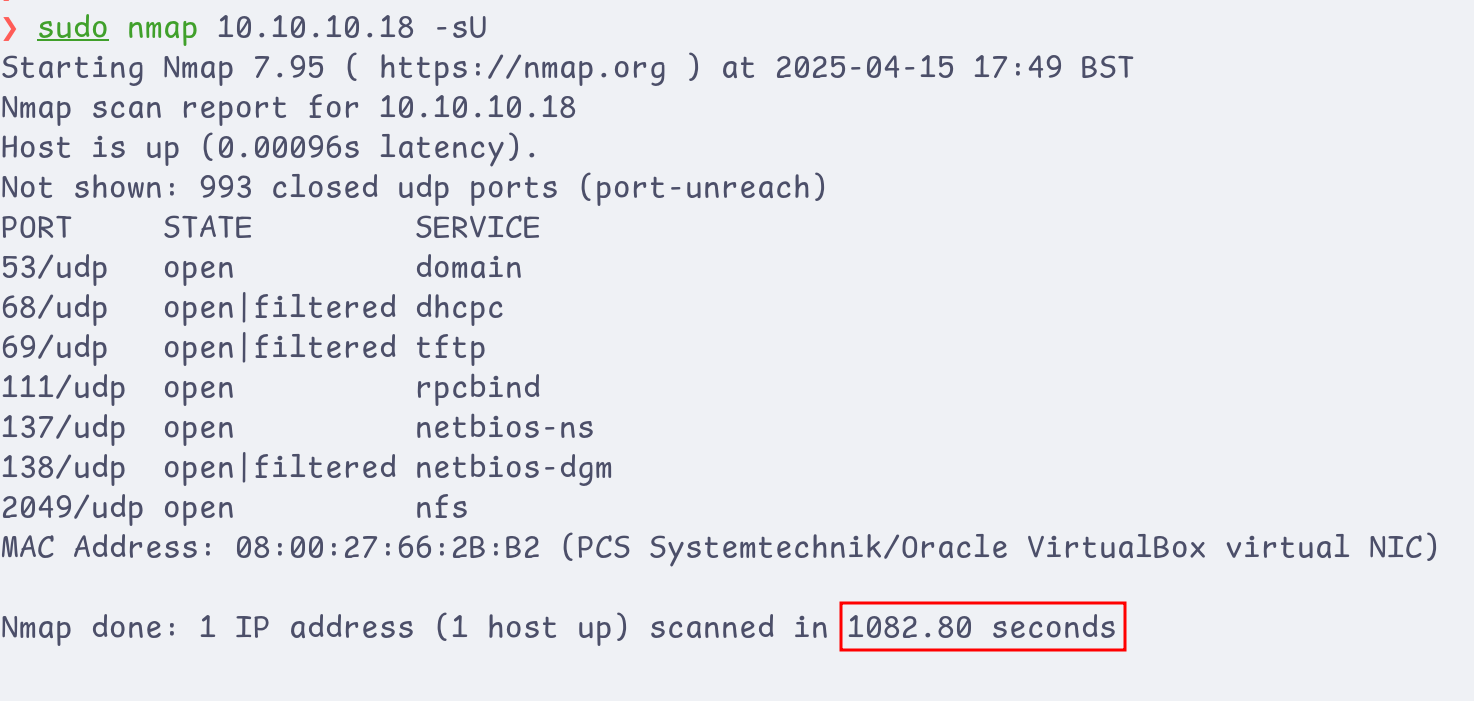 ❯ sudo nmap 10.10.10.18 -sU
Starting Nmap 7.95 ( https://nmap.org ) at 2025-04-15 17:49 BST
Nmap scan report for 10.10.10.18
Host is up (0.00096s latency).
Not shown: 993 closed udp ports (port-unreach)
PORT     STATE         SERVICE
53/udp   open          domain
68/udp   open|filtered dhcpc
69/udp   open|filtered tftp
111/udp  open          rpcbind
137/udp  open          netbios-ns
138/udp  open|filtered netbios-dgm
2049/udp open          nfs
MAC Address: 08:00:27:66:2B:B2 (PCS Systemtechnik/Oracle VirtualBox virtual NIC)
Nmap done: 1 IP address (1 host up) scanned in 1082.80 seconds